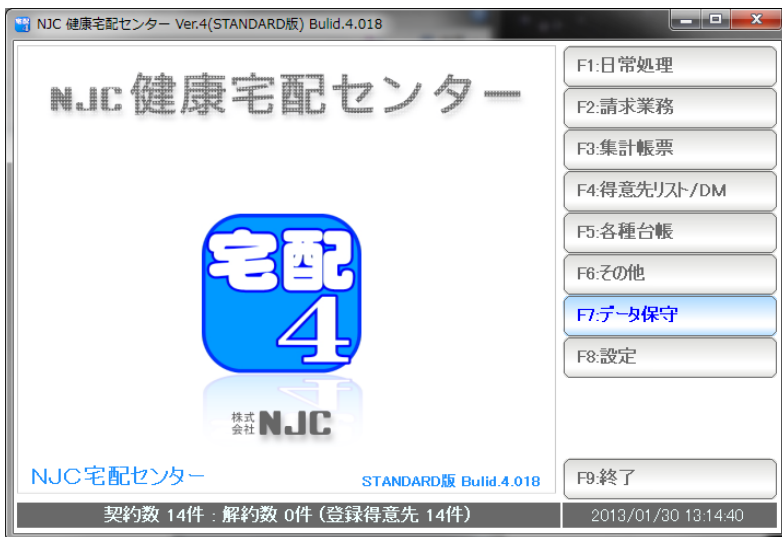 NJC 健康宅配センター Ver.4(STANDARD版) Bulid.4.018
NJC 健康宅配センター
宅配
4
株式会社 NJC
NJC宅配センター
STANDARD版 Bulid.4.018
契約数 14件 : 解約数 0件 (登録得意先 14件)
F1:日常処理
F2:請求業務
F3:集計帳票
F4:得意先リスト/DM
F5:各種台帳
F6:その他
F7:データ保守
F8:設定
F9:終了
2013/01/30 13:14:40